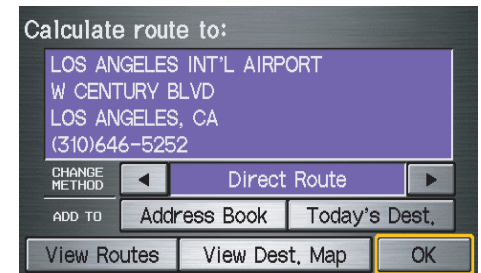 Calculate route to:
LOS ANGELES INT'L AIRPORT
W CENTURY BLVD
LOS ANGELES, CA
(310)646-5252
CHANGE METHOD ◄ Direct Route ►
ADD TO Address Book Today's Dest.
View Routes View Dest. Map OK